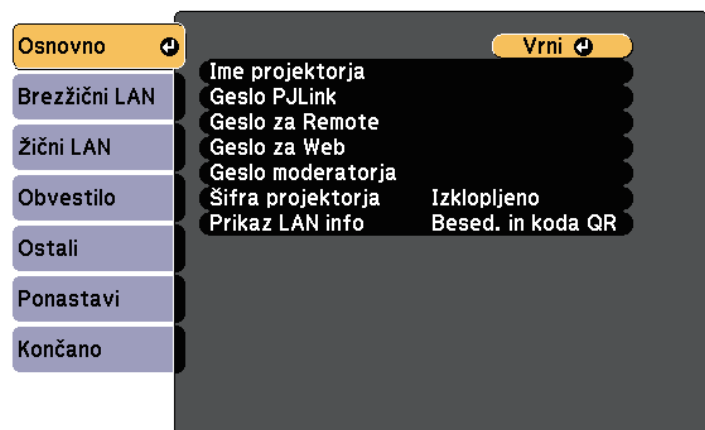 Osnovno
Brezžični LAN
Žični LAN
Obvestilo
Ostali
Ponastavi
Končano
Vrni
Ime projektorja
Geslo PJLink
Geslo za Remote
Geslo za Web
Geslo moderatorja
Šifra projektorja Izklopljeno
Prikaz LAN info Besed. in koda QR